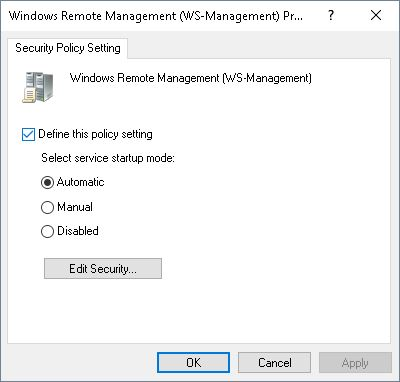 Windows Remote Management (WS-Management) Pr...
Security Policy Setting
Windows Remote Management (WS-Management)
Define this policy setting
Select service startup mode:
Automatic
Manual
Disabled
Edit Security...
OK
Cancel
Apply